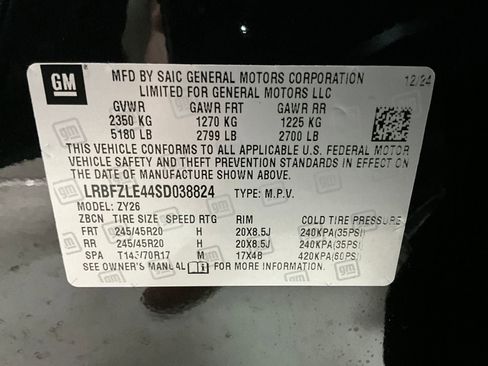 GM
MFD BY SAIC GENERAL MOTORS CORPORATION 12/24
LIMITED FOR GENERAL MOTORS LLC
GVWR GAWR FRT GAWR RR
2350 KG 1270 KG 1225 KG
5180 LB 2799 LB 2700 LB
THIS VEHICLE CONFORMS TO ALL APPLICABLE U.S. FEDERAL MOTOR
VEHICLE SAFETY AND THEFT PREVENTION STANDARDS IN EFFECT ON
THE DATE OF MANUFACTURE SHOWN ABOVE.
LRBFZLE44SD038824 TYPE: M.P.V.
MODEL: ZY26
ZBCN TIRE SIZE SPEED RTG RIM COLD TIRE PRESSURE
FRT 245/45R20 H 20X8.5J 240KPA(35PSI)
RR 245/45R20 H 20X8.5J 240KPA(35PSI)
SPA T145/70R17 M 17X4B 420KPA(60PSI)
SEE OWNER'S MANUAL FOR MORE INFORMATION